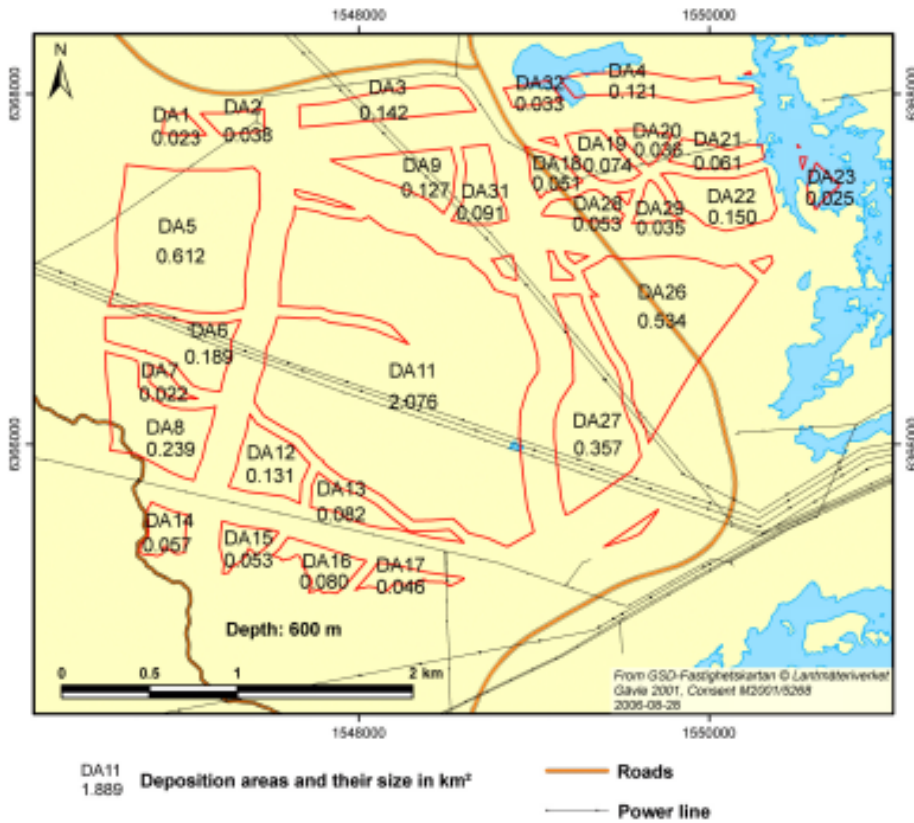 1548000 1550000
N
6368000 6368000
DA1
0.023
DA2
0.038
DA3
0.142
DA32
0.033
DA4
0.121
DA9
0.127
DA31
0.091
DA18
0.051
DA19
0.074
DA20
0.036
DA21
0.061
DA28
0.053
DA29
0.035
DA22
0.150
DA23
0.025
DA5
0.612
DA26
0.534
DA6
0.189
DA7
0.022
DA11
2.076
DA8
0.239
DA27
0.357
6366000 6366000
DA12
0.131
DA13
0.082
DA14
0.057
DA15
0.053
DA16
0.080
DA17
0.046
Depth: 600 m
0 0.5 1 2 km
From GSD-Fastighetskartan © Lantmäteriverket
Gävle 2001, Consent M2001/5268
2006-08-28
1548000 1550000
DA11
1.889
Deposition areas and their size in km²
Roads
Power line